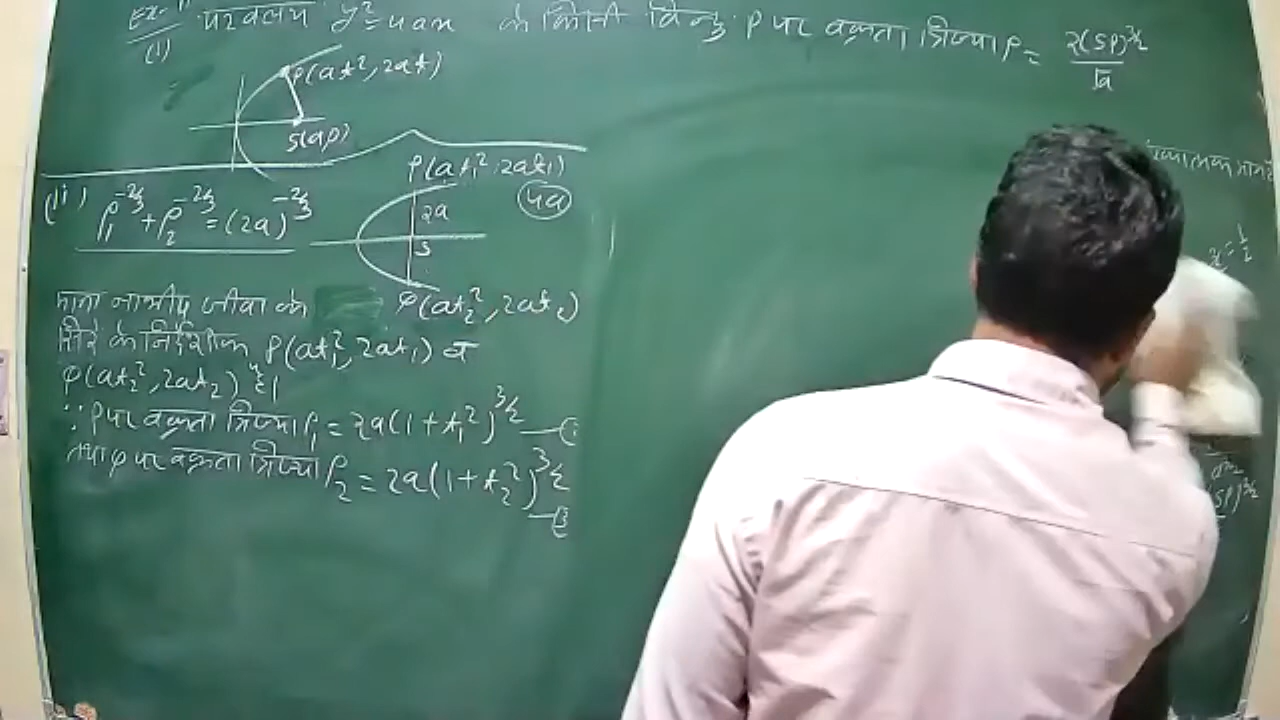 Ex-1 परवलय y²=4ax के किसी बिन्दु P पर वक्रता त्रिज्या ρ = 2(SP)^3/2 / √a
(i)
P(at², 2at)
S(a,0)
(ii) ρ₁^-2/3 + ρ₂^-2/3 = (2a)^-2/3
P(at₁², 2at₁)
4a
2a
S
φ(at₂², 2at₂)
माना नाभीय जीवा के
सिरे के निर्देशांक P(at₁², 2at₁) व
φ(at₂², 2at₂) है।
∵ P पर वक्रता त्रिज्या ρ₁ = 2a(1+t₁²)^3/2
तथा φ पर वक्रता त्रिज्या ρ₂ = 2a(1+t₂²)^3/2